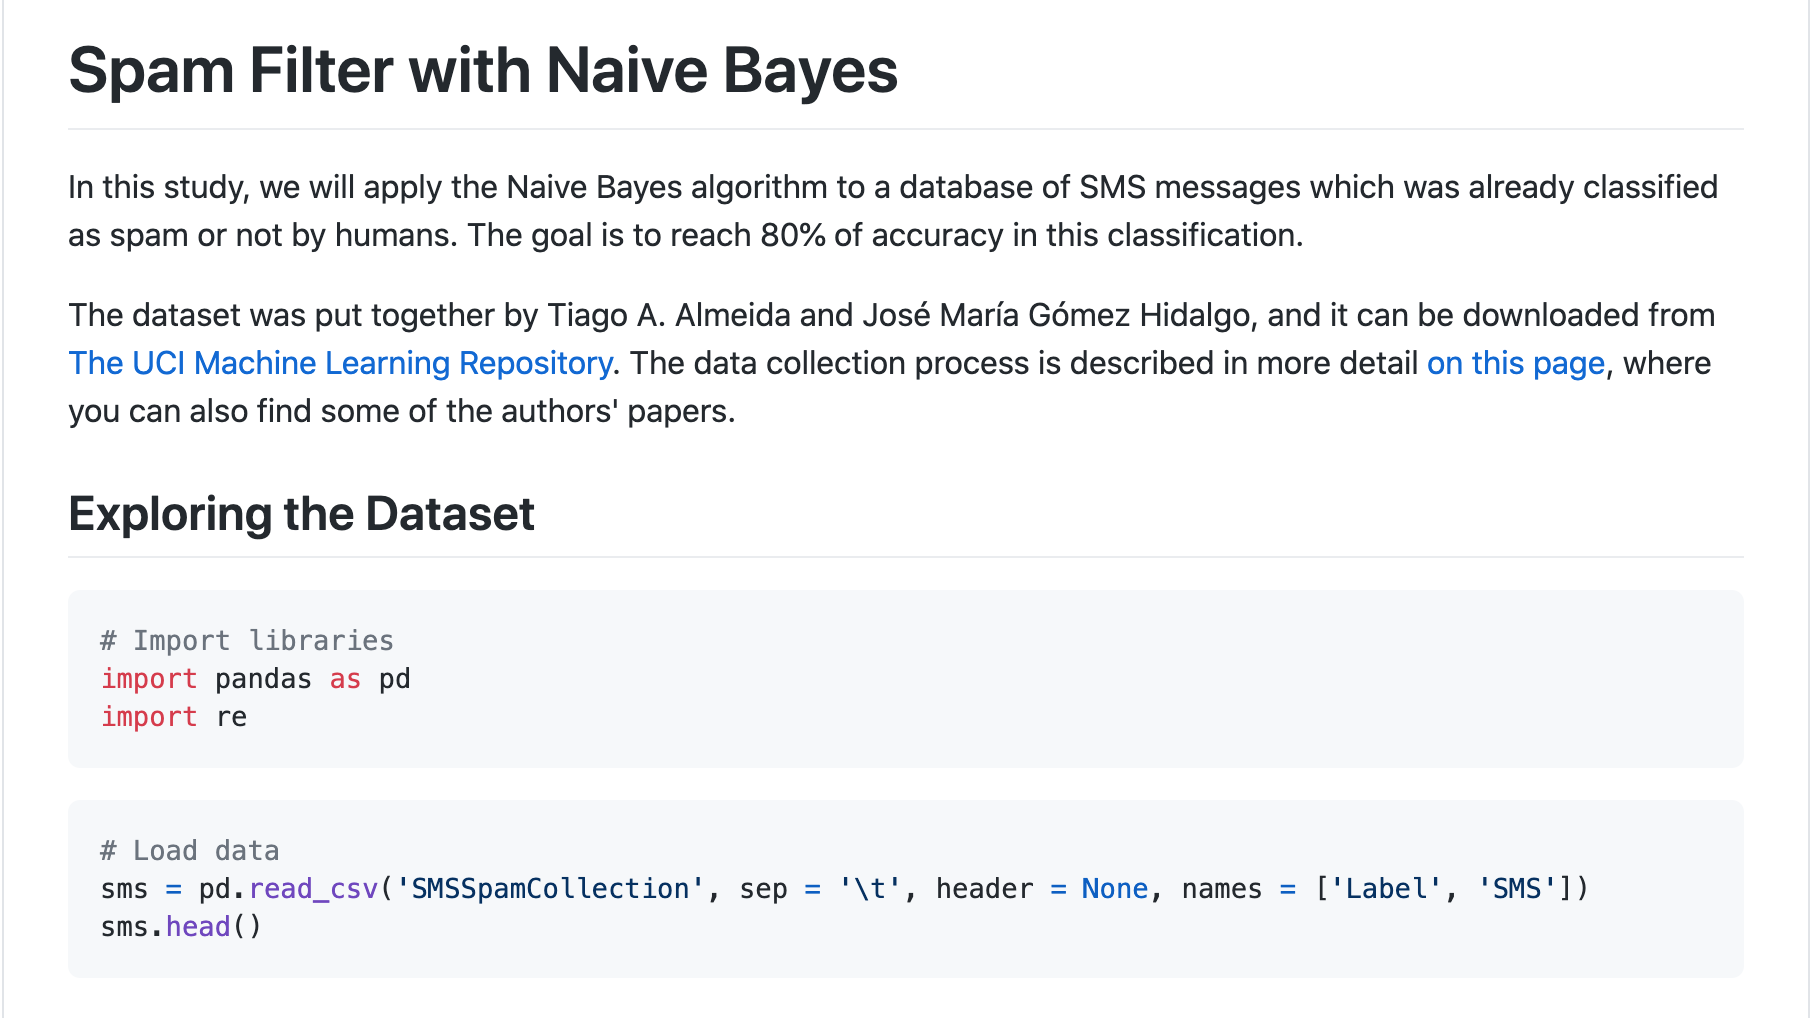 Spam Filter with Naive Bayes
In this study, we will apply the Naive Bayes algorithm to a database of SMS messages which was already classified
as spam or not by humans. The goal is to reach 80% of accuracy in this classification.
The dataset was put together by Tiago A. Almeida and José María Gómez Hidalgo, and it can be downloaded from
The UCI Machine Learning Repository. The data collection process is described in more detail on this page, where
you can also find some of the authors' papers.
Exploring the Dataset
# Import libraries
import pandas as pd
import re
# Load data
sms = pd.read_csv('SMSSpamCollection', sep = '\t', header = None, names = ['Label', 'SMS'])
sms.head()